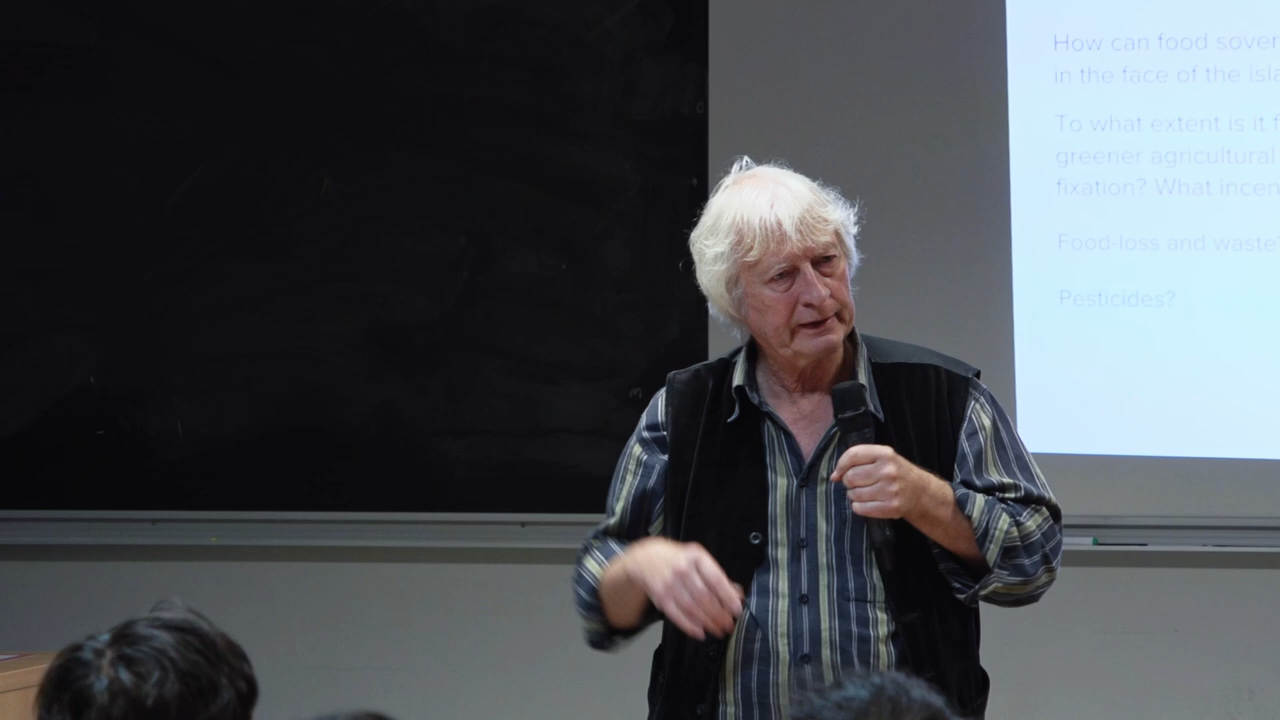 How can food sover
in the face of the isla
To what extent is it f
greener agricultural
fixation? What incen
Food-loss and waste?
Pesticides?